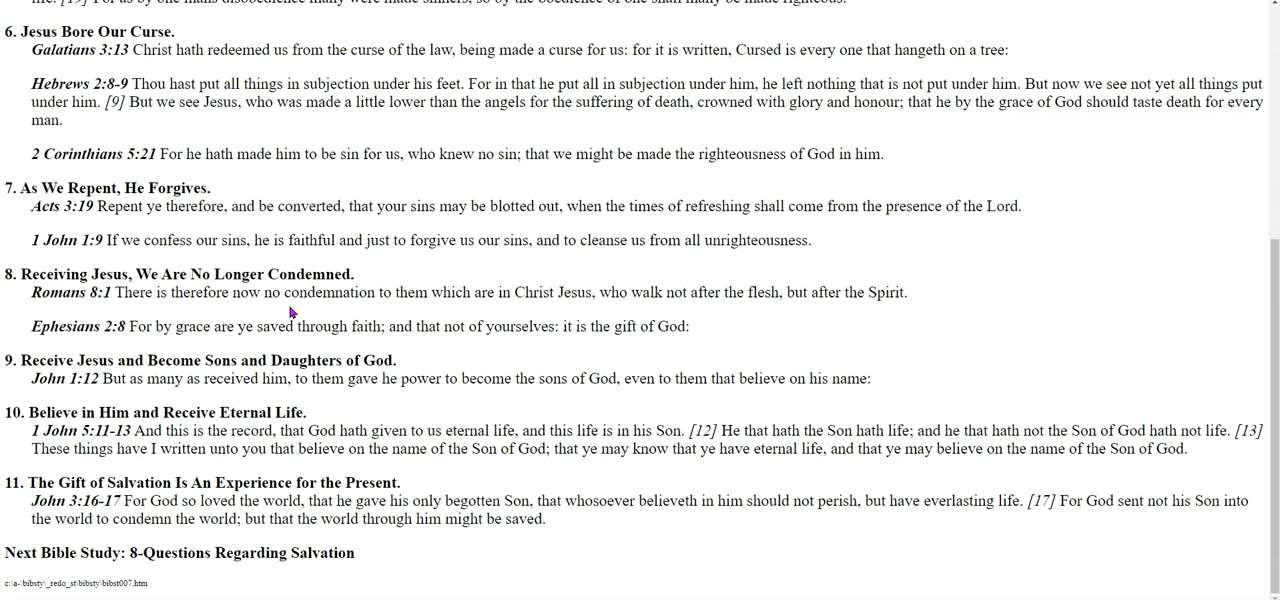 life. [19] For as by one man's disobedience many were made sinners, so by the obedience of one shall many be made righteous.
6. Jesus Bore Our Curse.
Galatians 3:13 Christ hath redeemed us from the curse of the law, being made a curse for us: for it is written, Cursed is every one that hangeth on a tree:
Hebrews 2:8-9 Thou hast put all things in subjection under his feet. For in that he put all in subjection under him, he left nothing that is not put under him. But now we see not yet all things put
under him. [9] But we see Jesus, who was made a little lower than the angels for the suffering of death, crowned with glory and honour; that he by the grace of God should taste death for every
man.
2 Corinthians 5:21 For he hath made him to be sin for us, who knew no sin; that we might be made the righteousness of God in him.
7. As We Repent, He Forgives.
Acts 3:19 Repent ye therefore, and be converted, that your sins may be blotted out, when the times of refreshing shall come from the presence of the Lord.
1 John 1:9 If we confess our sins, he is faithful and just to forgive us our sins, and to cleanse us from all unrighteousness.
8. Receiving Jesus, We Are No Longer Condemned.
Romans 8:1 There is therefore now no condemnation to them which are in Christ Jesus, who walk not after the flesh, but after the Spirit.
Ephesians 2:8 For by grace are ye saved through faith; and that not of yourselves: it is the gift of God:
9. Receive Jesus and Become Sons and Daughters of God.
John 1:12 But as many as received him, to them gave he power to become the sons of God, even to them that believe on his name:
10. Believe in Him and Receive Eternal Life.
1 John 5:11-13 And this is the record, that God hath given to us eternal life, and this life is in his Son. [12] He that hath the Son hath life; and he that hath not the Son of God hath not life. [13]
These things have I written unto you that believe on the name of the Son of God; that ye may know that ye have eternal life, and that ye may believe on the name of the Son of God.
11. The Gift of Salvation Is An Experience for the Present.
John 3:16-17 For God so loved the world, that he gave his only begotten Son, that whosoever believeth in him should not perish, but have everlasting life. [17] For God sent not his Son into
the world to condemn the world; but that the world through him might be saved.
Next Bible Study: 8-Questions Regarding Salvation